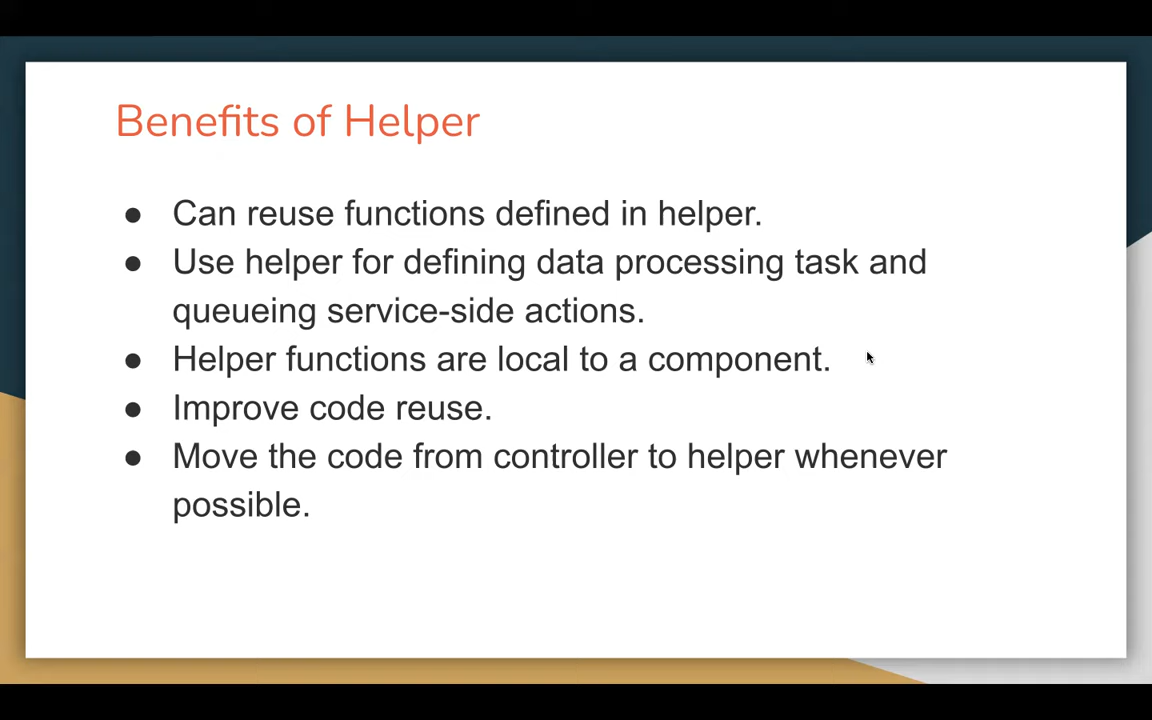 Benefits of Helper
● Can reuse functions defined in helper.
● Use helper for defining data processing task and
queueing service-side actions.
● Helper functions are local to a component.
● Improve code reuse.
● Move the code from controller to helper whenever
possible.